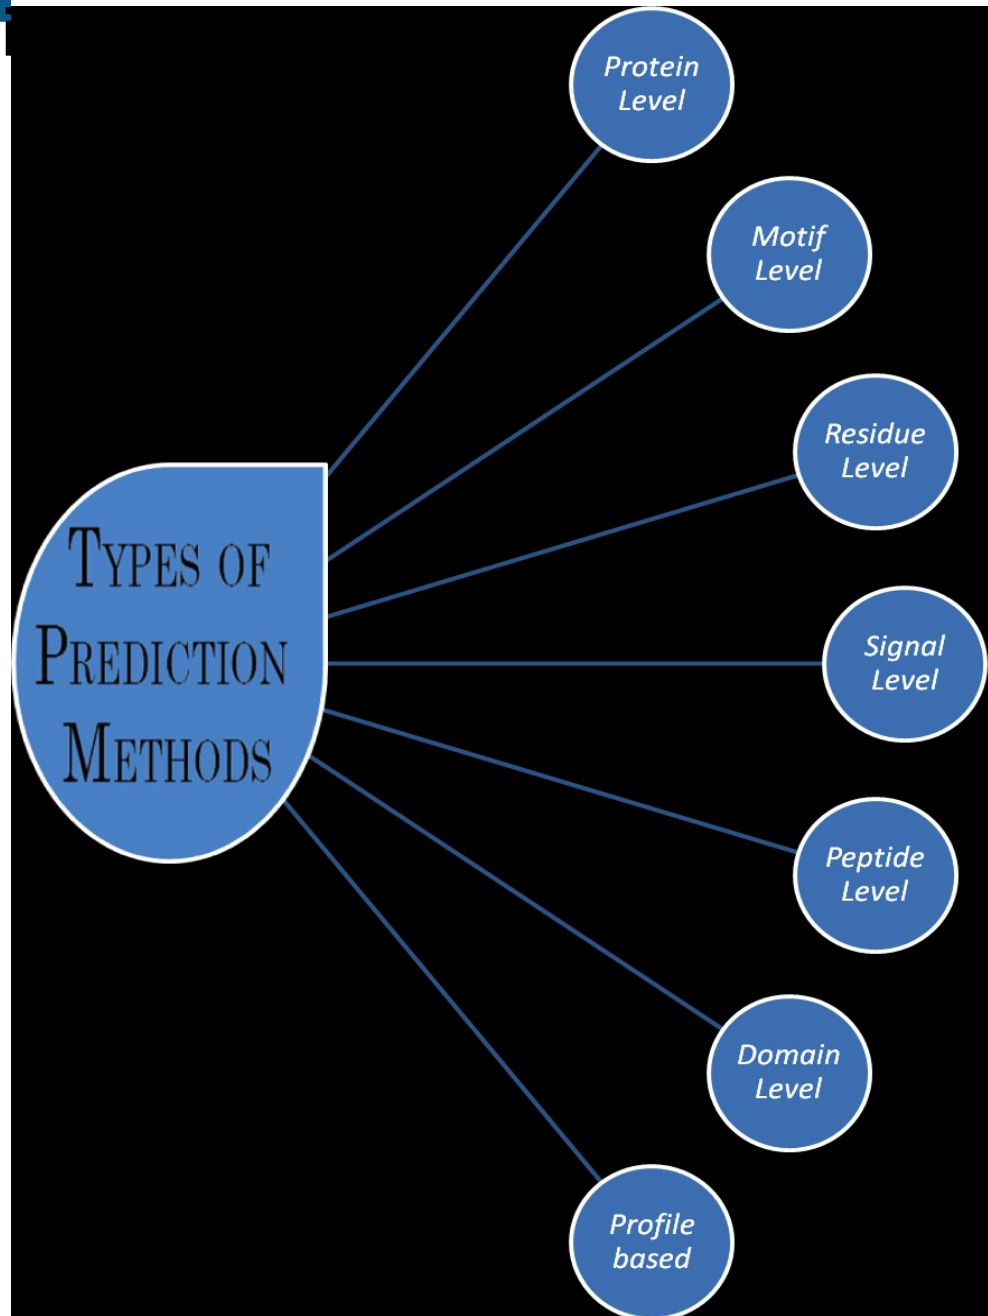 Protein
Level
Motif
Level
Residue
Level
TYPES OF
PREDICTION
METHODS
Signal
Level
Peptide
Level
Domain
Level
Profile
based